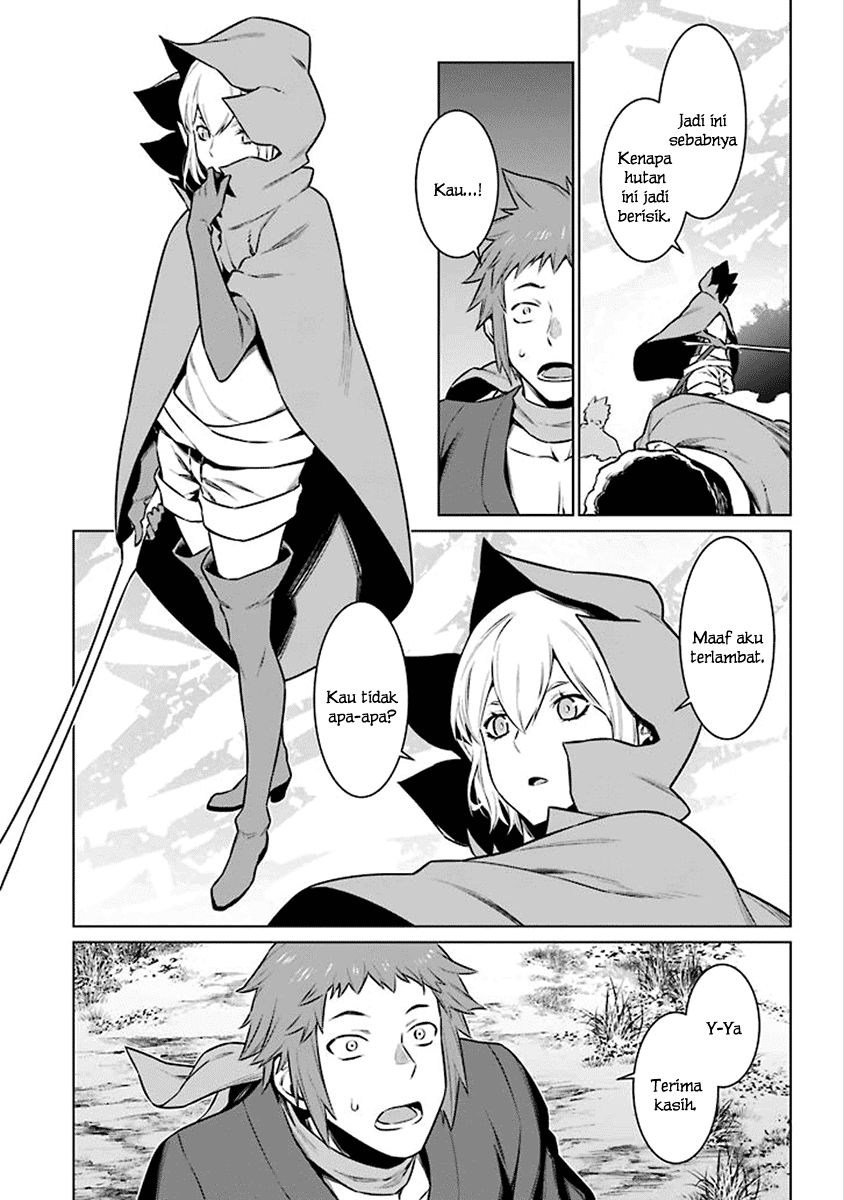 Jadi ini
sebabnya
Kenapa
hutan
ini jadi
berisik.
Kau...!
Maaf aku
terlambat.
Kau tidak
apa-apa?
Y-Ya
Terima
kasih.